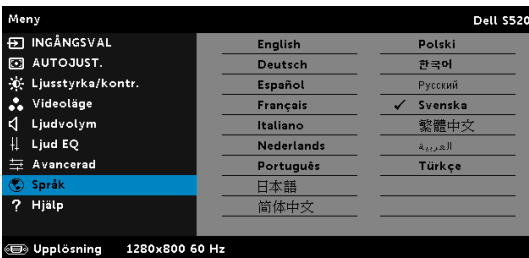 Meny Dell S520
INGÅNGSVAL
AUTOJUST.
Ljusstyrka/kontr.
Videoläge
Ljudvolym
Ljud EQ
Avancerad
Språk
Hjälp
English
Deutsch
Español
Français
Italiano
Nederlands
Português
日本語
简体中文
Polski
한국어
Русский
✓ Svenska
繁體中文
العربية
Türkçe
Upplösning 1280x800 60 Hz